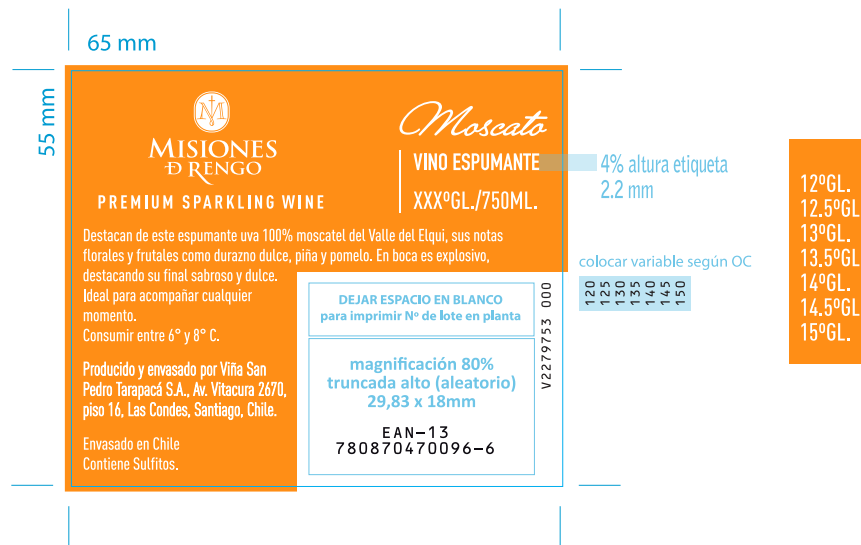 65 mm
55 mm
MISIONES
D RENGO
PREMIUM SPARKLING WINE
Moscato
VINO ESPUMANTE
XXXºGL./750ML.
4% altura etiqueta
2.2 mm
Destacan de este espumante uva 100% moscatel del Valle del Elqui, sus notas
florales y frutales como durazno dulce, piña y pomelo. En boca es explosivo,
destacando su final sabroso y dulce.
Ideal para acompañar cualquier
momento.
Consumir entre 6° y 8° C.
Producido y envasado por Viña San
Pedro Tarapacá S.A., Av. Vitacura 2670,
piso 16, Las Condes, Santiago, Chile.
Envasado en Chile
Contiene Sulfitos.
DEJAR ESPACIO EN BLANCO
para imprimir Nº de lote en planta
magnificación 80%
truncada alto (aleatorio)
29,83 x 18mm
EAN-13
780870470096-6
V2279753 000
colocar variable según OC
120
125
130
135
140
145
150
12ºGL.
12.5ºGL
13ºGL.
13.5ºGL
14ºGL.
14.5ºGL
15ºGL.